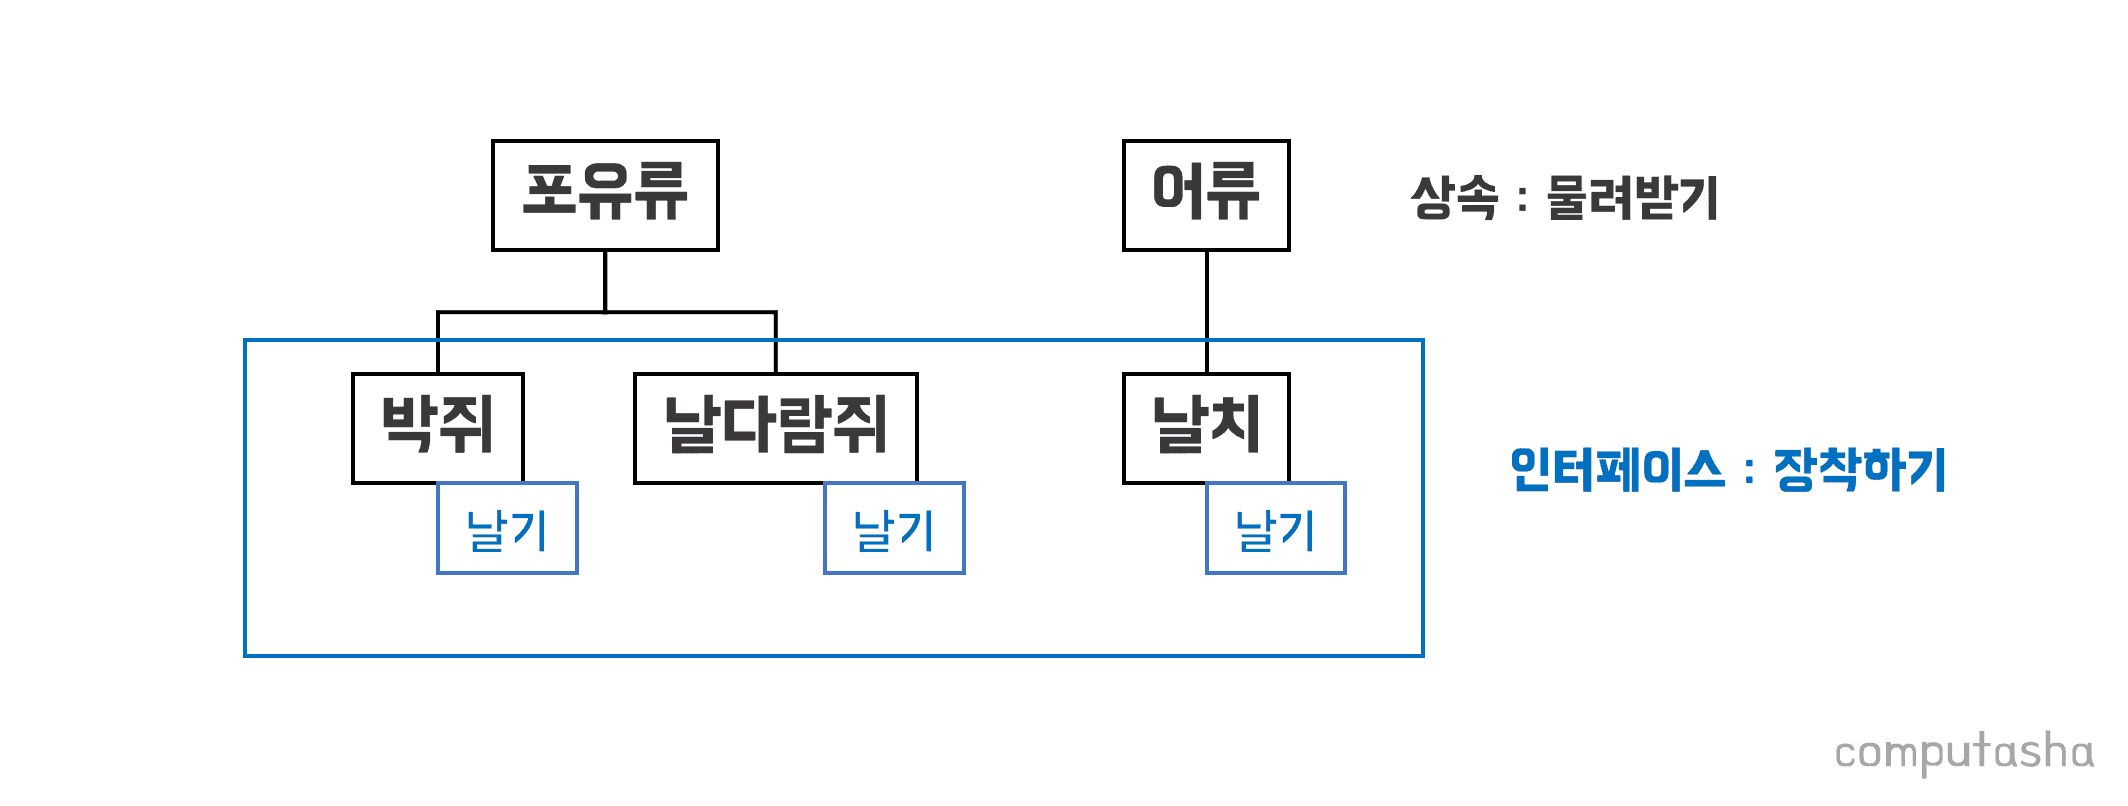 포유류
어류
상속 : 물려받기
박쥐
날다람쥐
날치
인터페이스 : 장착하기
날기
날기
날기
computasha